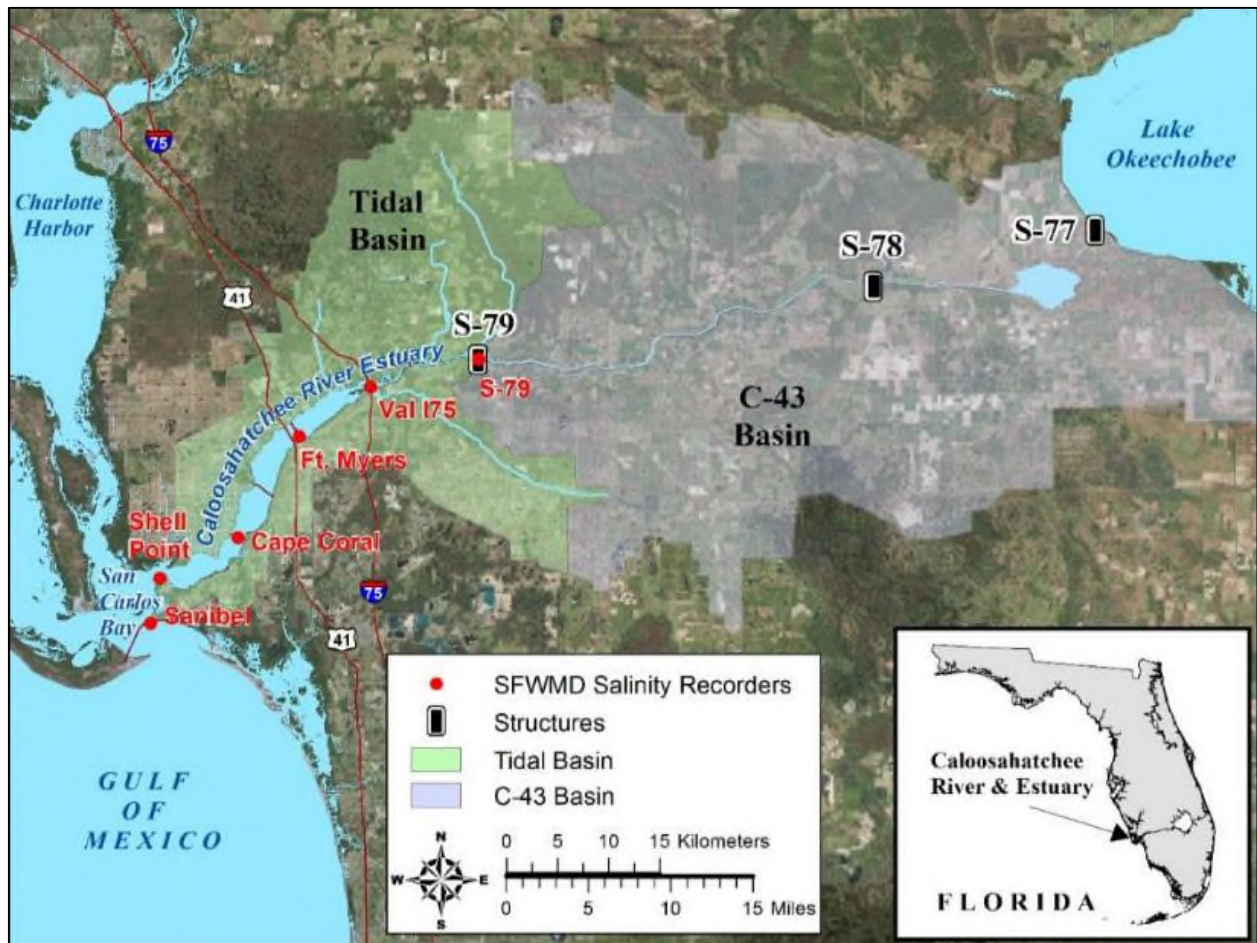 75
Lake
Okeechobee
Charlotte
Harbor
Tidal
Basin
S-77
S-78
41
S-79
S-79
Caloosahatchee River Estuary
Val I75
C-43
Basin
Ft. Myers
Shell
Point
Cape Coral
San
Carlos
Bay
Sanibel
75
41
GULF
OF
MEXICO
SFWMD Salinity Recorders
Structures
Tidal Basin
C-43 Basin
N
W E
S
0 5 10 15 Kilometers
0 5 10 15 Miles
Caloosahatchee
River & Estuary
FLORIDA